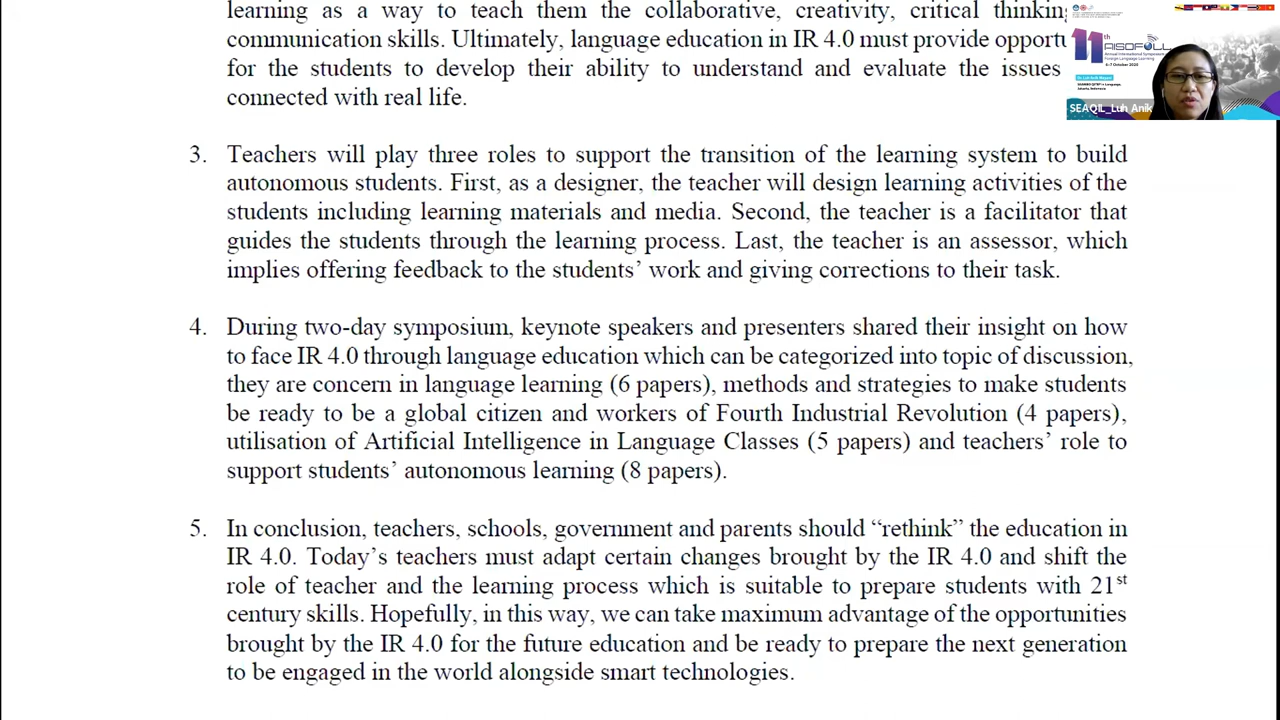 learning as a way to teach them the collaborative, creativity, critical
communication skills. Ultimately, language education in IR 4.0 must provide
for the students to develop their ability to understand and evaluate the issues
connected with real life.
3. Teachers will play three roles to support the transition of the learning system to build
autonomous students. First, as a designer, the teacher will design learning activities of the
students including learning materials and media. Second, the teacher is a facilitator that
guides the students through the learning process. Last, the teacher is an assessor, which
implies offering feedback to the students’ work and giving corrections to their task.
4. During two-day symposium, keynote speakers and presenters shared their insight on how
to face IR 4.0 through language education which can be categorized into topic of discussion,
they are concern in language learning (6 papers), methods and strategies to make students
be ready to be a global citizen and workers of Fourth Industrial Revolution (4 papers),
utilisation of Artificial Intelligence in Language Classes (5 papers) and teachers’ role to
support students’ autonomous learning (8 papers).
5. In conclusion, teachers, schools, government and parents should “rethink” the education in
IR 4.0. Today’s teachers must adapt certain changes brought by the IR 4.0 and shift the
role of teacher and the learning process which is suitable to prepare students with 21st
century skills. Hopefully, in this way, we can take maximum advantage of the opportunities
brought by the IR 4.0 for the future education and be ready to prepare the next generation
to be engaged in the world alongside smart technologies.
11th
AISOFOLL
Annual International Symposium
Foreign Language Learning
6-7 October 2020
SEAQIL_Luh Anik